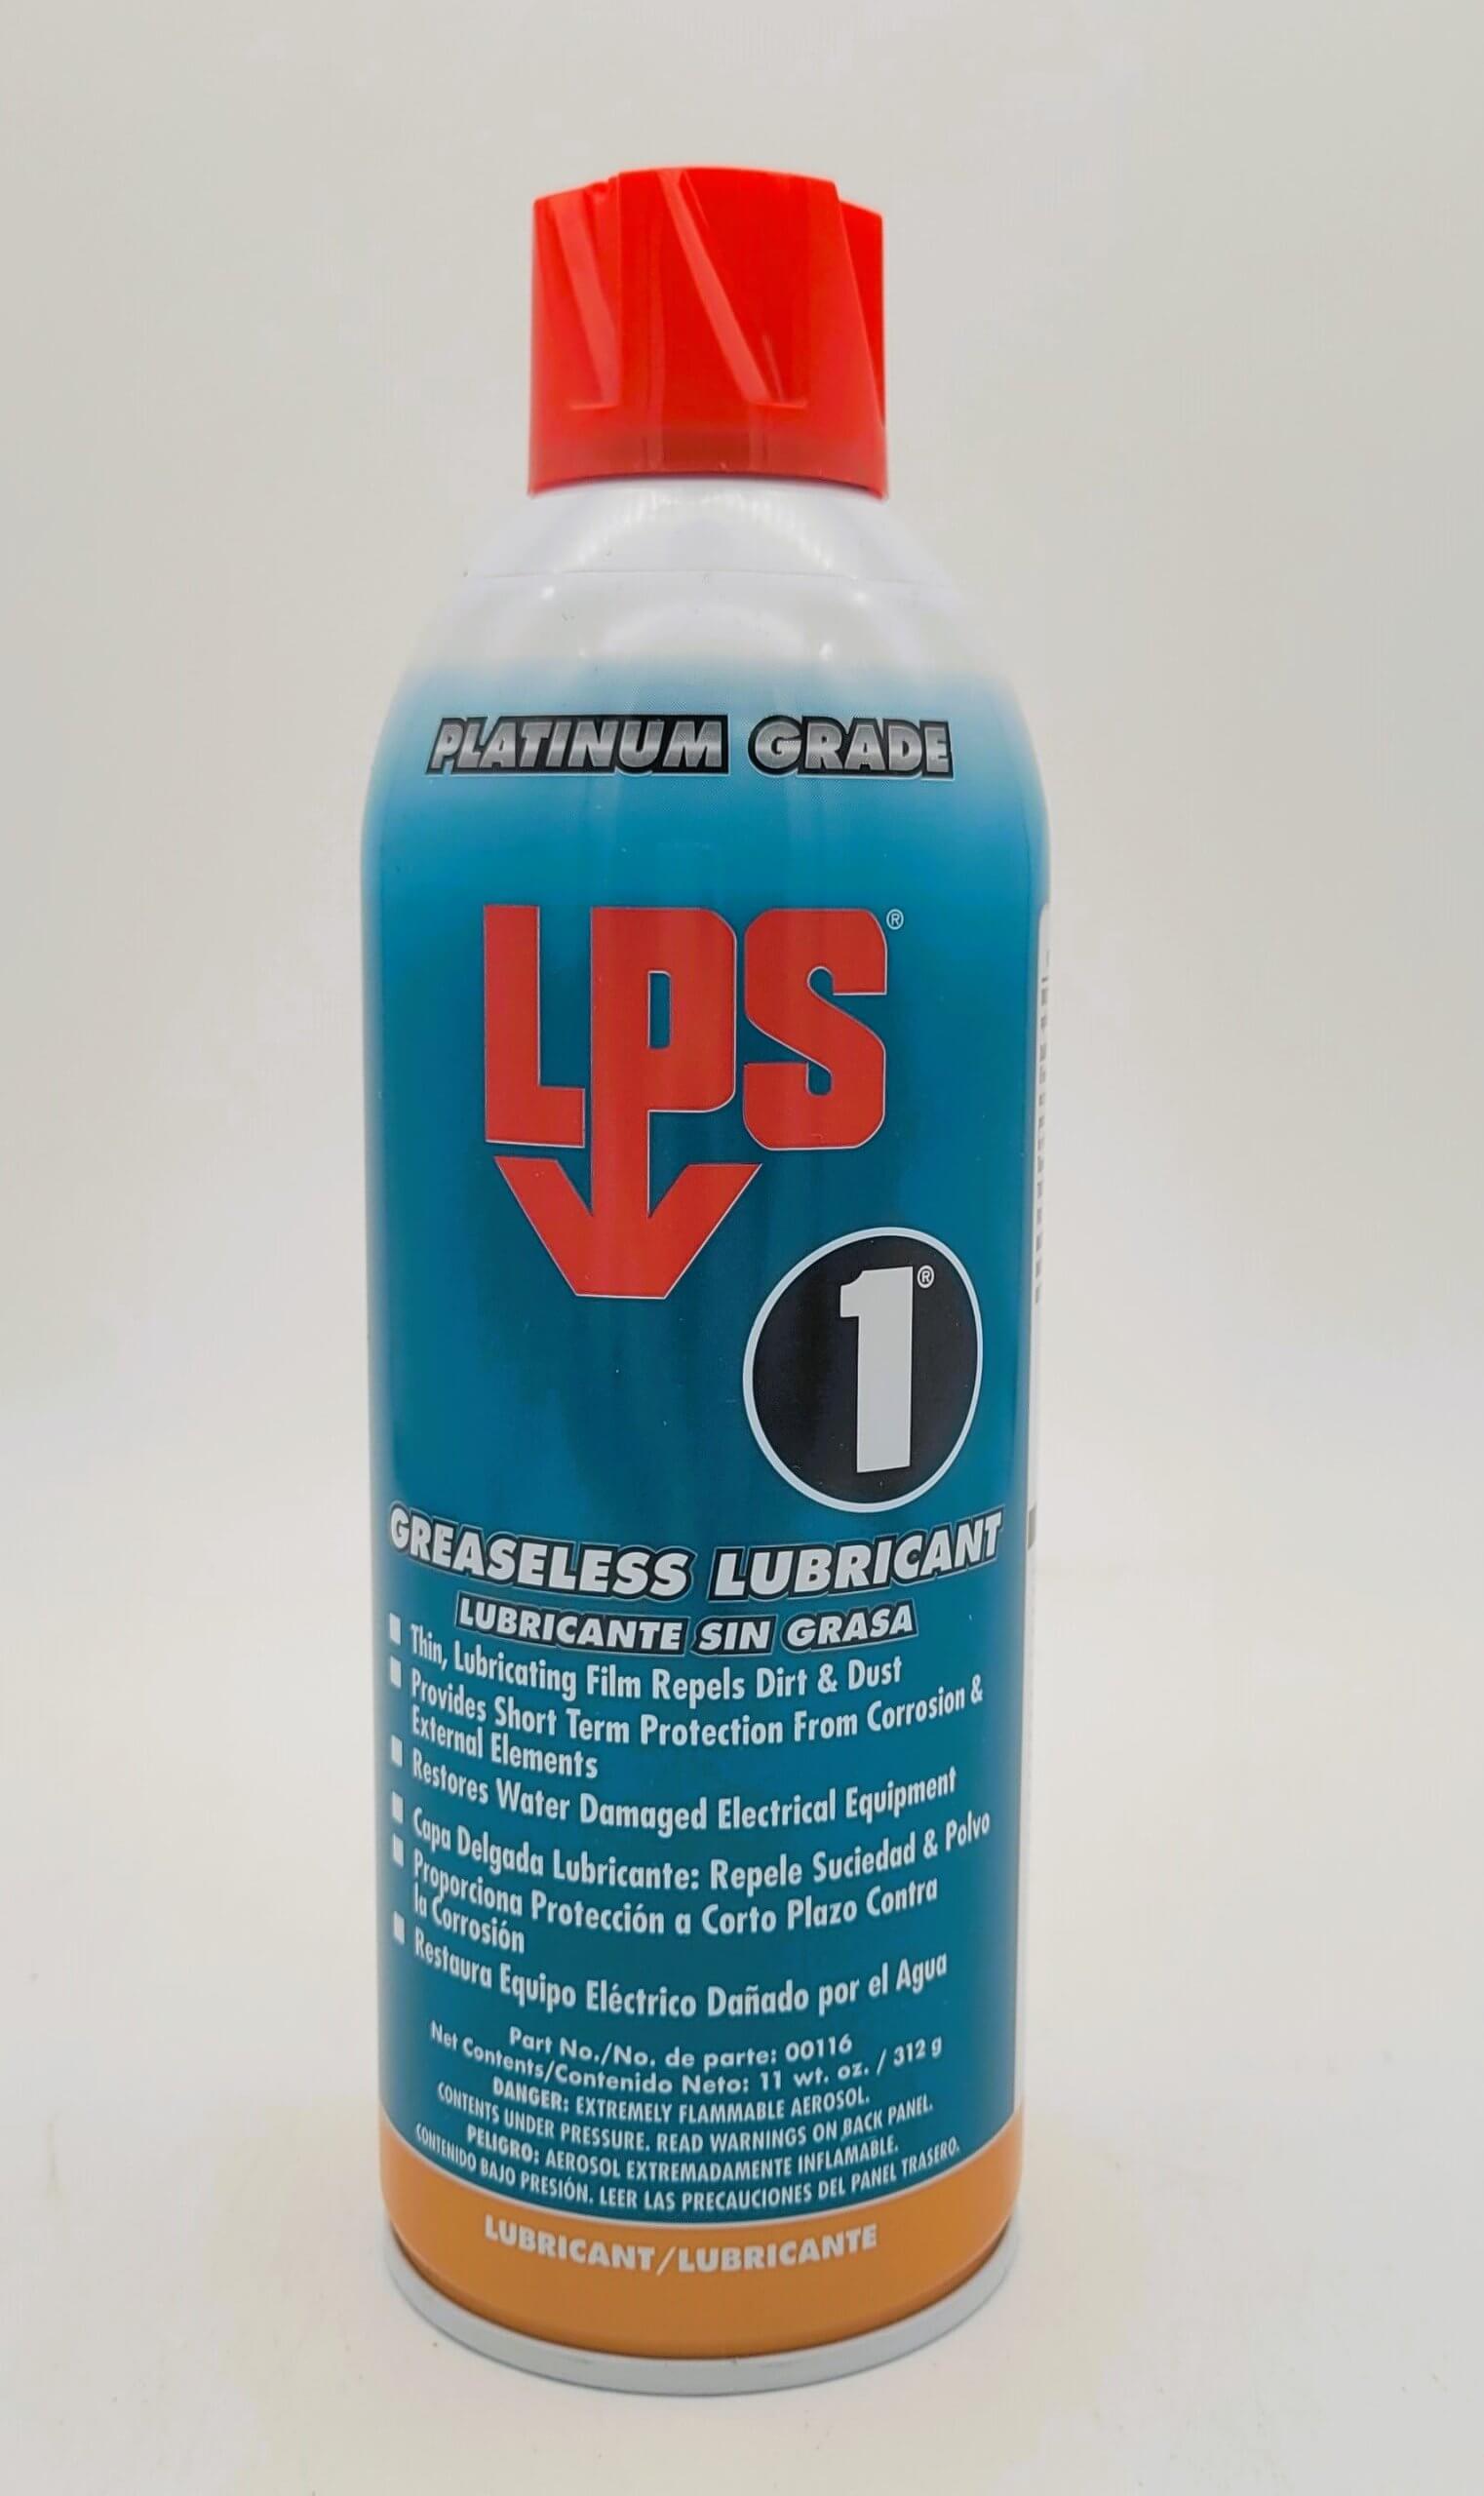 PLATINUM GRADE
LPS®
1®
GREASELESS LUBRICANT
LUBRICANTE SIN GRASA
■ Thin, Lubricating Film Repels Dirt & Dust
■ Provides Short Term Protection From Corrosion &
External Elements
■ Restores Water Damaged Electrical Equipment
■ Capa Delgada Lubricante: Repele Suciedad & Polvo
■ Proporciona Protección a Corto Plazo Contra
la Corrosión
■ Restaura Equipo Eléctrico Dañado por el Agua
Part No./No. de parte: 00116
Net Contents/Contenido Neto: 11 wt. oz. / 312 g
DANGER: EXTREMELY FLAMMABLE AEROSOL.
CONTENTS UNDER PRESSURE. READ WARNINGS ON BACK PANEL.
PELIGRO: AEROSOL EXTREMADAMENTE INFLAMABLE.
CONTENIDO BAJO PRESIÓN. LEER LAS PRECAUCIONES DEL PANEL TRASERO.
LUBRICANT/LUBRICANTE